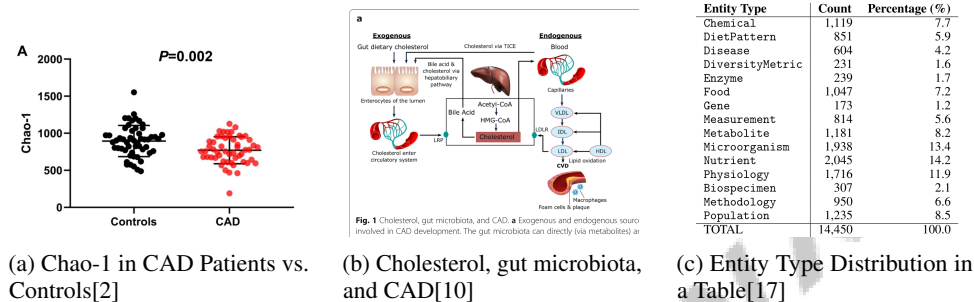 A
P=0.002
2000
1500
1000
500
0
Chao-1
Controls
CAD
(a) Chao-1 in CAD Patients vs.
Controls[2]
a
Exogenous
Gut dietary cholesterol
Cholesterol via TICE
Endogenous
Blood
Bile acid &
cholesterol via
hepatobiliary
pathway
Enterocytes of the lumen
Capillaries
Bile Acid
Acetyl-CoA
HMG-CoA
Cholesterol
LRP
LDLR
VLDL
IDL
LDL
HDL
Lipid oxidation
CVD
Cholesterol enter
circulatory system
Macrophages
Foam cells & plaque
Fig. 1 Cholesterol, gut microbiota, and CAD. a Exogenous and endogenous source
involved in CAD development. The gut microbiota can directly (via metabolites) an
(b) Cholesterol, gut microbiota,
and CAD[10]
Entity Type Count Percentage (%)
Chemical 1,119 7.7
DietPattern 851 5.9
Disease 604 4.2
DiversityMetric 231 1.6
Enzyme 239 1.7
Food 1,047 7.2
Gene 173 1.2
Measurement 814 5.6
Metabolite 1,181 8.2
Microorganism 1,938 13.4
Nutrient 2,045 14.2
Physiology 1,716 11.9
Biospecimen 307 2.1
Methodology 950 6.6
Population 1,235 8.5
TOTAL 14,450 100.0
(c) Entity Type Distribution in
a Table[17]